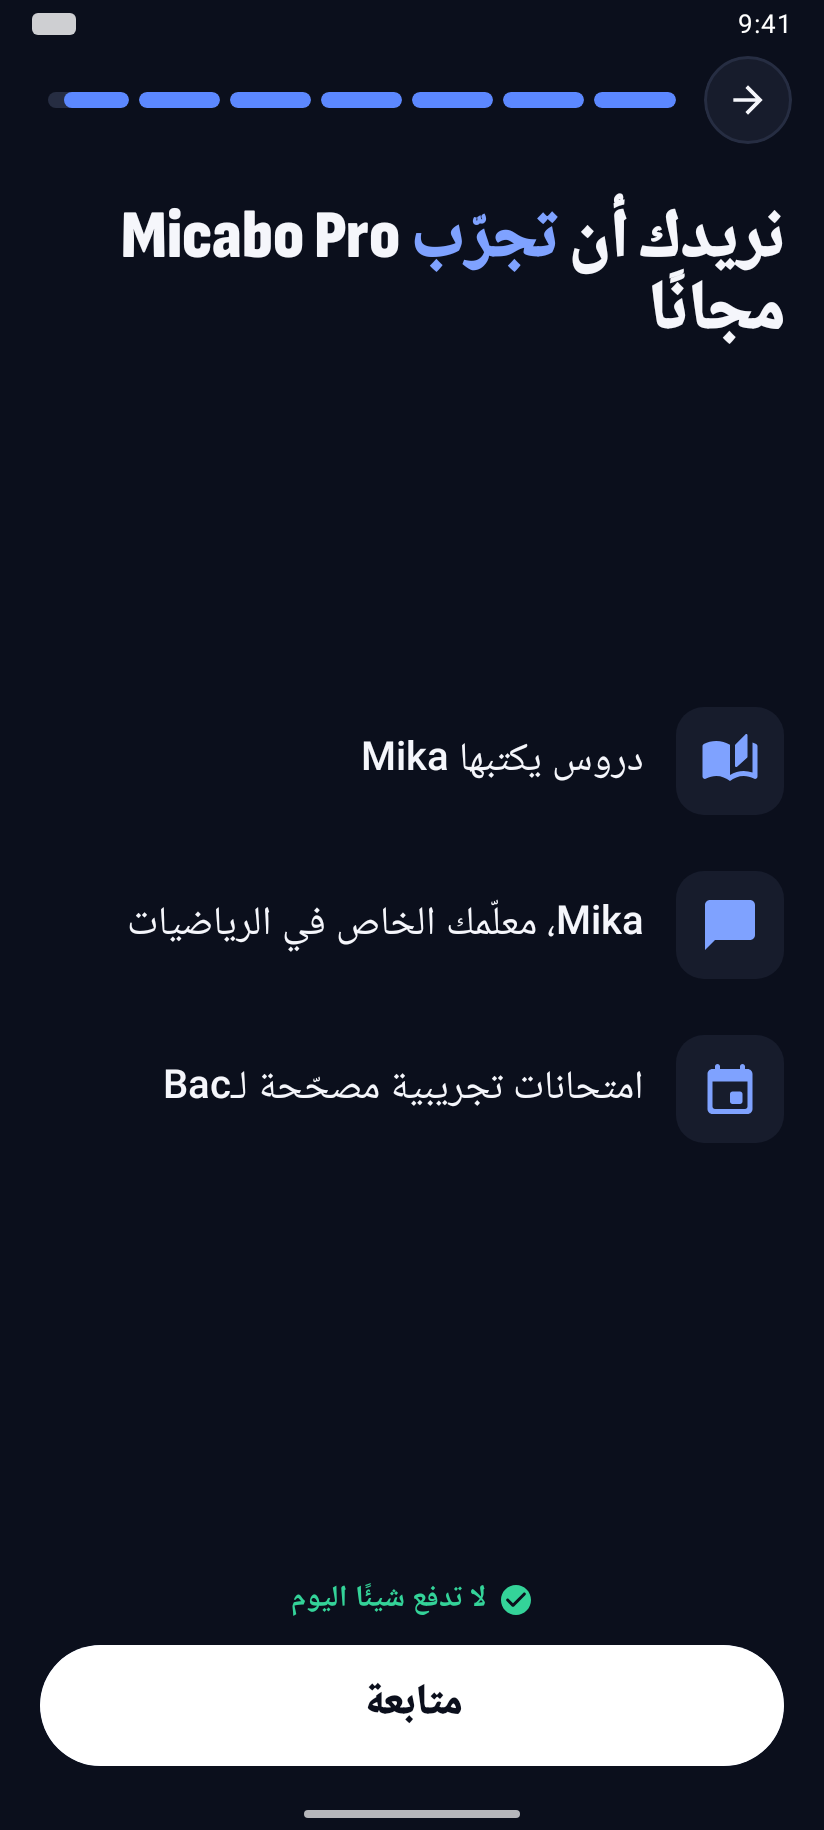 9:41
نريدك أن تجرّب Micabo Pro
مجانًا
دروس يكتبها Mika
Mika، معلّمك الخاص في الرياضيات
امتحانات تجريبية مصحّحة لـBac
لا تدفع شيئًا اليوم
متابعة